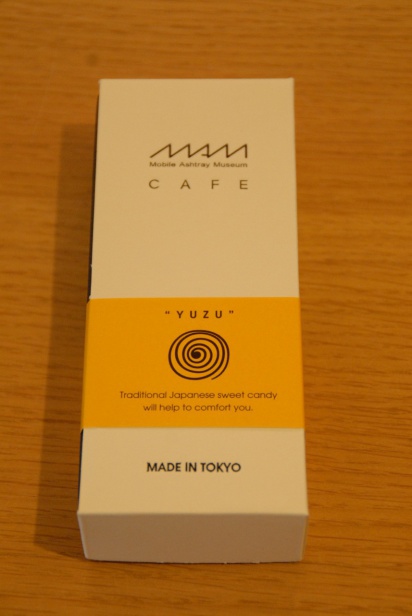 MAM
Mobile Ashtray Museum
CAFE
"YUZU"
Traditional Japanese sweet candy
will help to comfort you.
MADE IN TOKYO